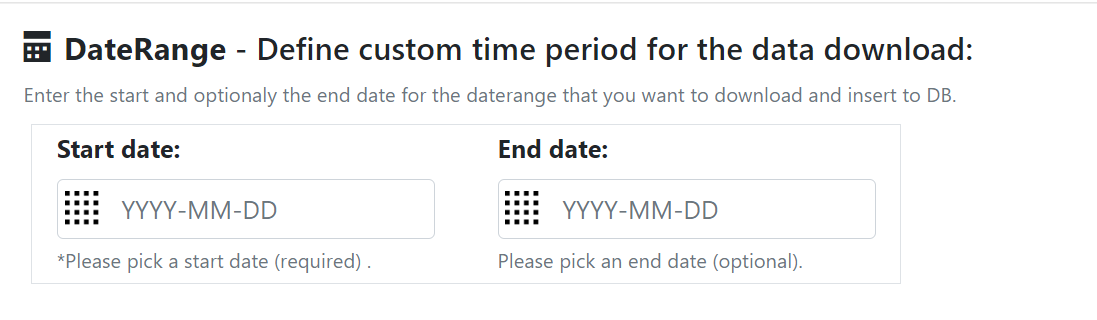 DateRange - Define custom time period for the data download:
Enter the start and optionaly the end date for the daterange that you want to download and insert to DB.
Start date: End date:
YYYY-MM-DD YYYY-MM-DD
*Please pick a start date (required) . Please pick an end date (optional).